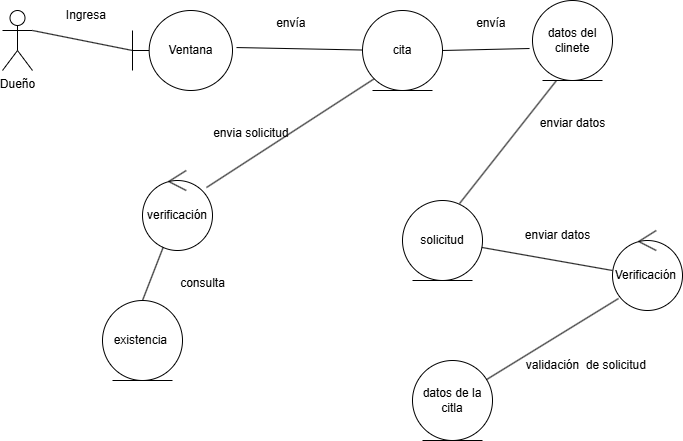 Ingresa
envía
envía
datos del
clinete
Ventana
cita
Dueño
enviar datos
envia solicitud
verificación
solicitud
enviar datos
Verificación
consulta
existencia
validación de solicitud
datos de la
citla